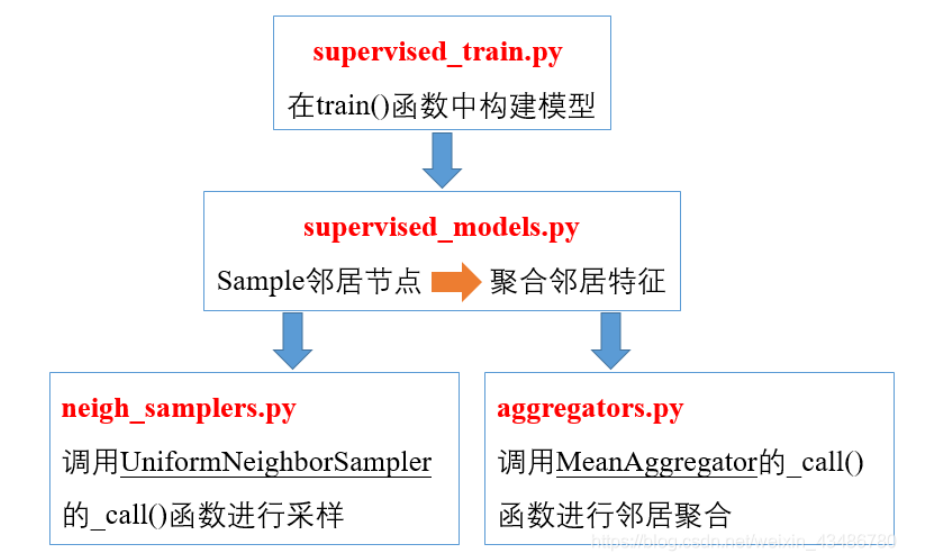 supervised_train.py
在train()函数中构建模型
supervised_models.py
Sample邻居节点 聚合邻居特征
neigh_samplers.py
调用UniformNeighborSampler
的_call()函数进行采样
aggregators.py
调用MeanAggregator的_call()
函数进行邻居聚合
https://blog.csdn.net/weixin_43486780